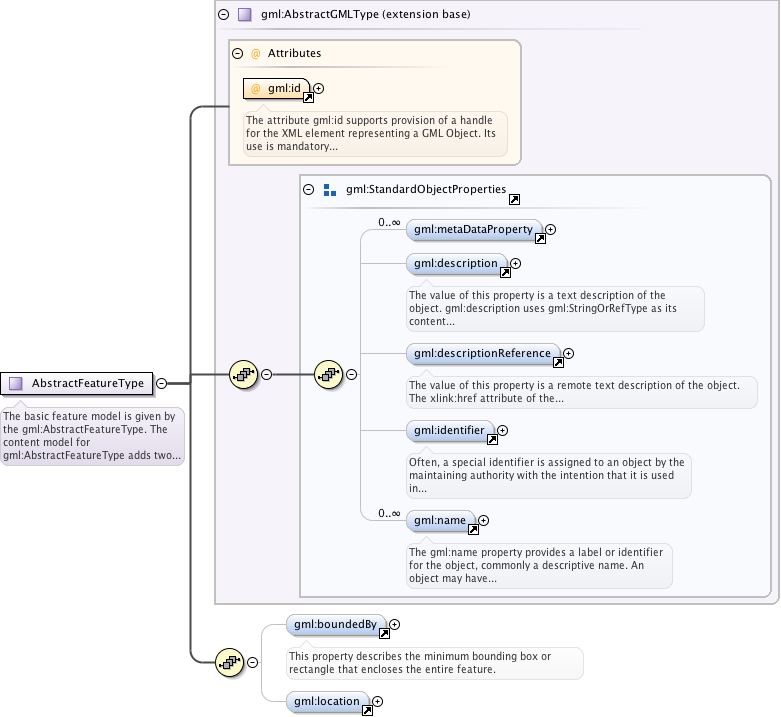 gml:AbstractGMLType (extension base)
@ Attributes
@ gml:id
The attribute gml:id supports provision of a handle
for the XML element representing a GML Object. Its
use is mandatory...
gml:StandardObjectProperties
0..∞
gml:metaDataProperty
gml:description
The value of this property is a text description of the
object. gml:description uses gml:StringOrRefType as its
content...
gml:descriptionReference
The value of this property is a remote text description of the object.
The xlink:href attribute of the...
gml:identifier
Often, a special identifier is assigned to an object by the
maintaining authority with the intention that it is used
in...
0..∞
gml:name
The gml:name property provides a label or identifier
for the object, commonly a descriptive name. An
object may have...
AbstractFeatureType
The basic feature model is given by
the gml:AbstractFeatureType. The
content model for
gml:AbstractFeatureType adds two...
gml:boundedBy
This property describes the minimum bounding box or
rectangle that encloses the entire feature.
gml:location